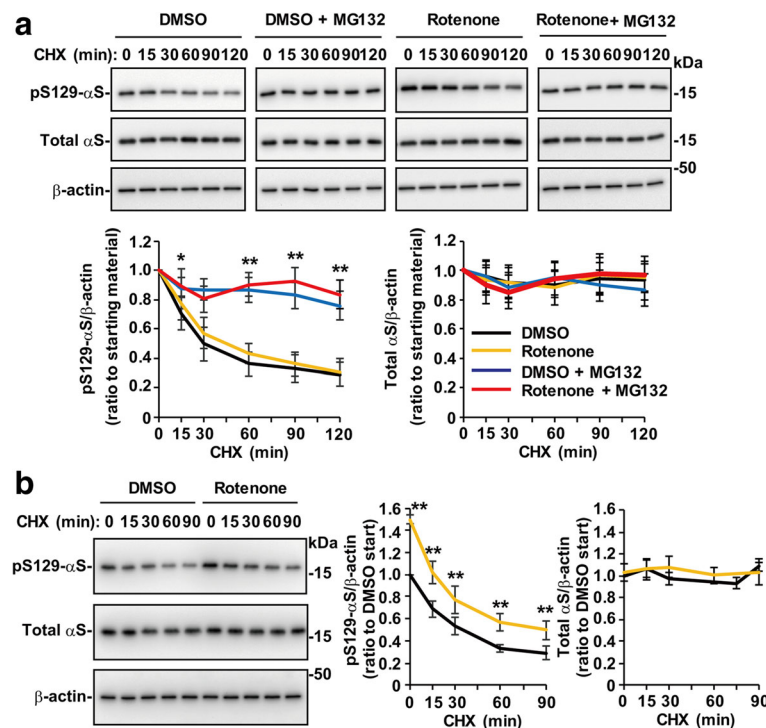 a
DMSO
DMSO + MG132
Rotenone
Rotenone+ MG132
CHX (min): 0 15 30 60 90 120 0 15 30 60 90 120 0 15 30 60 90 120 0 15 30 60 90 120
kDa
pS129-αS-
-15
Total αS-
-15
-50
β-actin-
pS129-αS/β-actin
(ratio to starting material)
1.2
1.0
0.8
0.6
0.4
0.2
0
*
**
**
**
0 15 30 60 90 120
CHX (min)
Total αS/β-actin
(ratio to starting material)
1.2
1.0
0.8
0.6
0.4
0.2
0
DMSO
Rotenone
DMSO + MG132
Rotenone + MG132
0 15 30 60 90 120
CHX (min)
b
DMSO
Rotenone
CHX (min): 0 15 30 60 90 0 15 30 60 90
kDa
pS129-αS-
-15
Total αS-
-15
-50
β-actin-
pS129-αS/β-actin
(ratio to DMSO start)
1.6
1.4
1.2
1.0
0.8
0.6
0.4
0.2
0
**
**
**
**
**
0 15 30 60 90
CHX (min)
Total αS/β-actin
(ratio to DMSO start)
1.6
1.4
1.2
1.0
0.8
0.6
0.4
0.2
0
0 15 30 60 90
CHX (min)